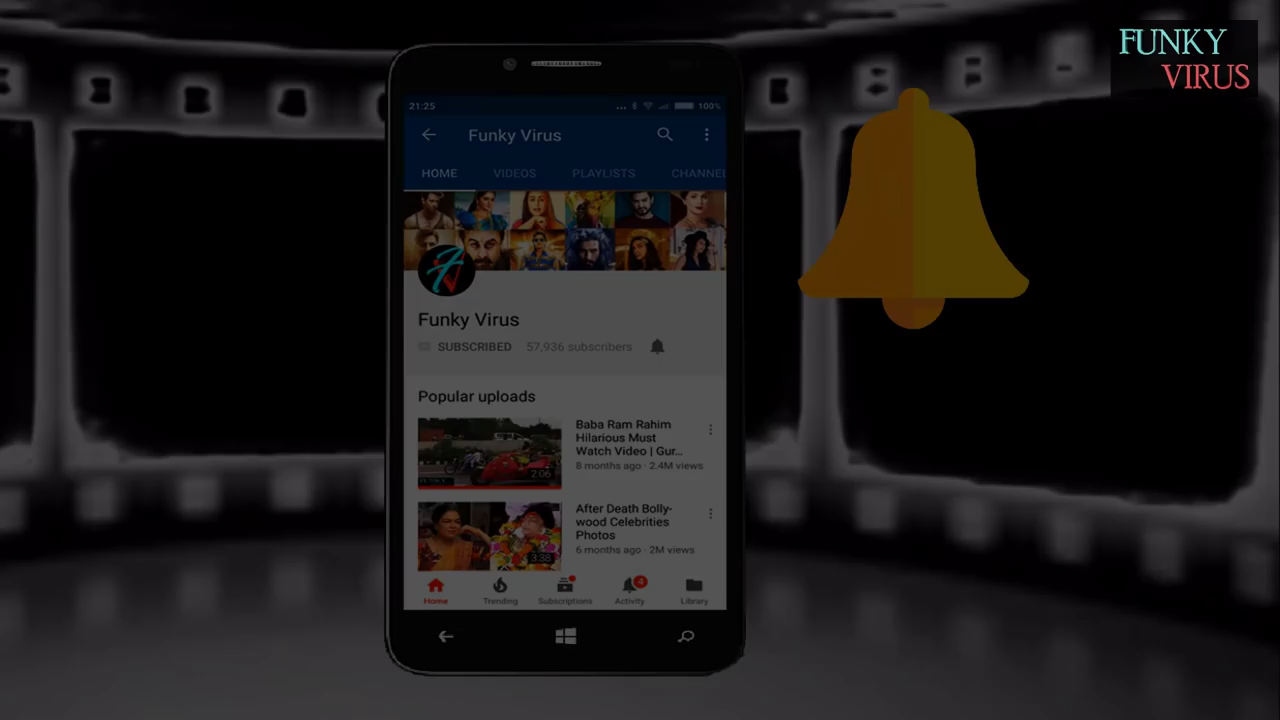 FUNKY
VIRUS
21:25
100%
Funky Virus
HOME VIDEOS PLAYLISTS CHANNEL
Funky Virus
SUBSCRIBED 57,936 subscribers
Popular uploads
Baba Ram Rahim
Hilarious Must
Watch Video | Gur...
8 months ago · 2.4M views
2:06
After Death Bolly-
wood Celebrities
Photos
6 months ago · 2M views
3:38
4
Home Trending Subscriptions Activity Library